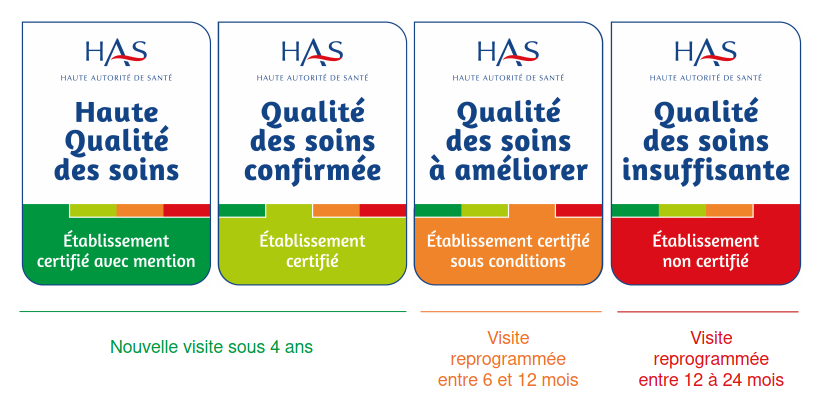 HAS
HAUTE AUTORITÉ DE SANTÉ
Haute
Qualité
des soins
Établissement
certifié avec mention
HAS
HAUTE AUTORITÉ DE SANTÉ
Qualité
des soins
confirmée
Établissement
certifié
HAS
HAUTE AUTORITÉ DE SANTÉ
Qualité
des soins
à améliorer
Établissement certifié
sous conditions
HAS
HAUTE AUTORITÉ DE SANTÉ
Qualité
des soins
insuffisante
Établissement
non certifié
Nouvelle visite sous 4 ans
Visite
reprogrammée
entre 6 et 12 mois
Visite
reprogrammée
entre 12 à 24 mois